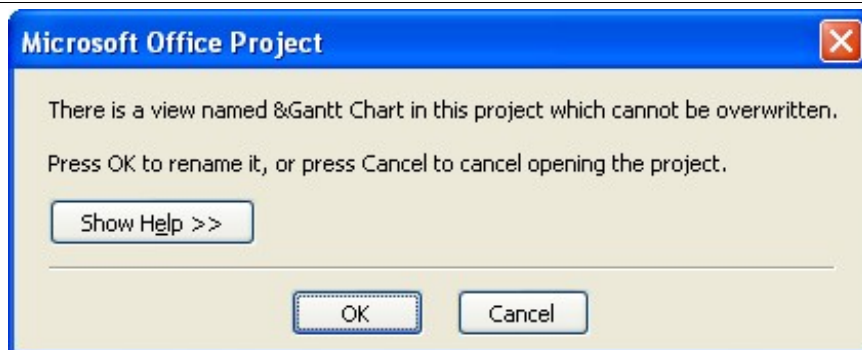 Microsoft Office Project
There is a view named &Gantt Chart in this project which cannot be overwritten.
Press OK to rename it, or press Cancel to cancel opening the project.
Show Help >>
OK
Cancel